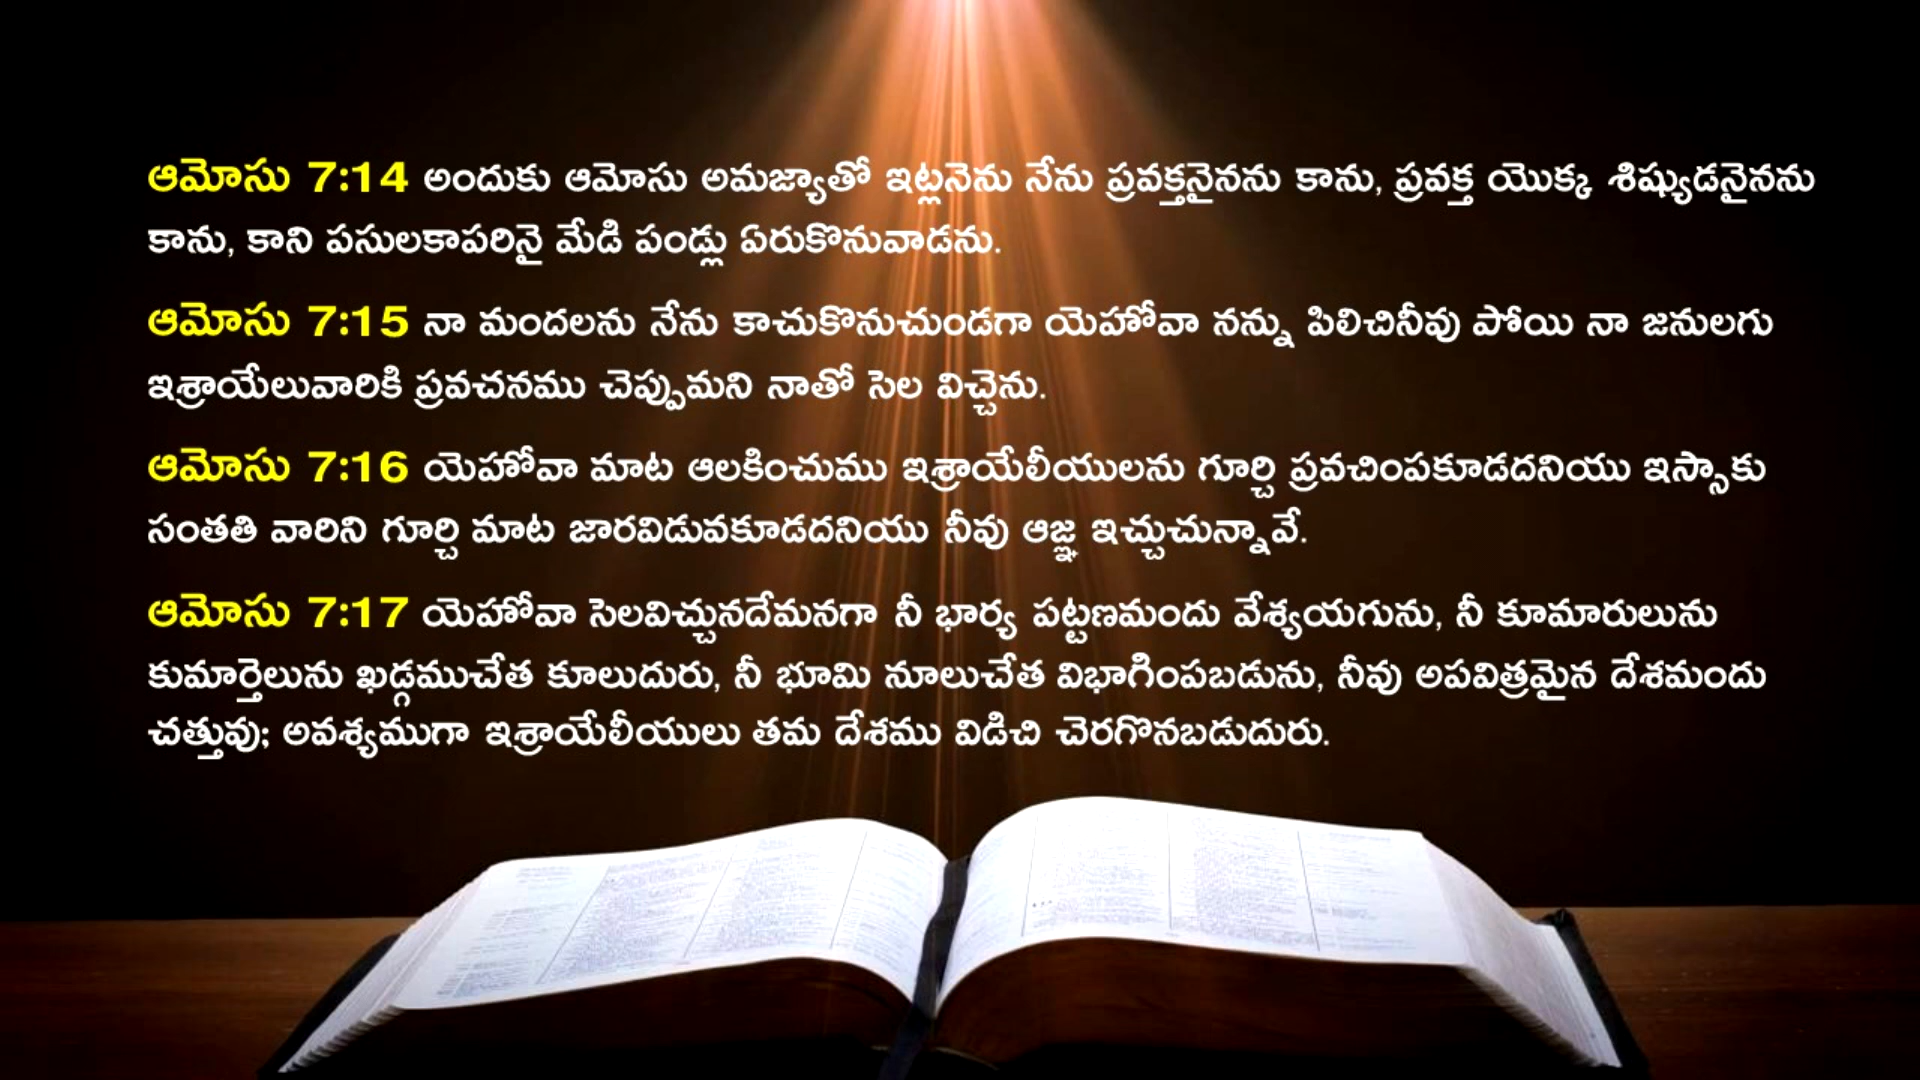 ఆమోసు 7:14 అందుకు ఆమోసు అమజ్యాతో ఇట్లనెను నేను ప్రవక్తనైనను కాను, ప్రవక్త యొక్క శిష్యుడనైనను
కాను, కాని పసులకాపరినై మేడి పండ్లు ఏరుకొనువాడను.
ఆమోసు 7:15 నా మందలను నేను కాచుకొనుచుండగా యెహోవా నన్ను పిలిచినీవు పోయి నా జనులగు
ఇశ్రాయేలువారికి ప్రవచనము చెప్పుమని నాతో సెల విచ్చెను.
ఆమోసు 7:16 యెహోవా మాట ఆలకించుము ఇశ్రాయేలీయులను గూర్చి ప్రవచింపకూడదనియు ఇస్సాకు
సంతతి వారిని గూర్చి మాట జారవిడువకూడదనియు నీవు ఆజ్ఞ ఇచ్చుచున్నావే.
ఆమోసు 7:17 యెహోవా సెలవిచ్చునదేమనగా నీ భార్య పట్టణమందు వేశ్యయగును, నీ కూమారులును
కుమార్తెలును ఖడ్గముచేత కూలుదురు, నీ భూమి నూలుచేత విభాగింపబడును, నీవు అపవిత్రమైన దేశమందు
చత్తువు; అవశ్యముగా ఇశ్రాయేలీయులు తమ దేశము విడిచి చెరగొనబడుదురు.